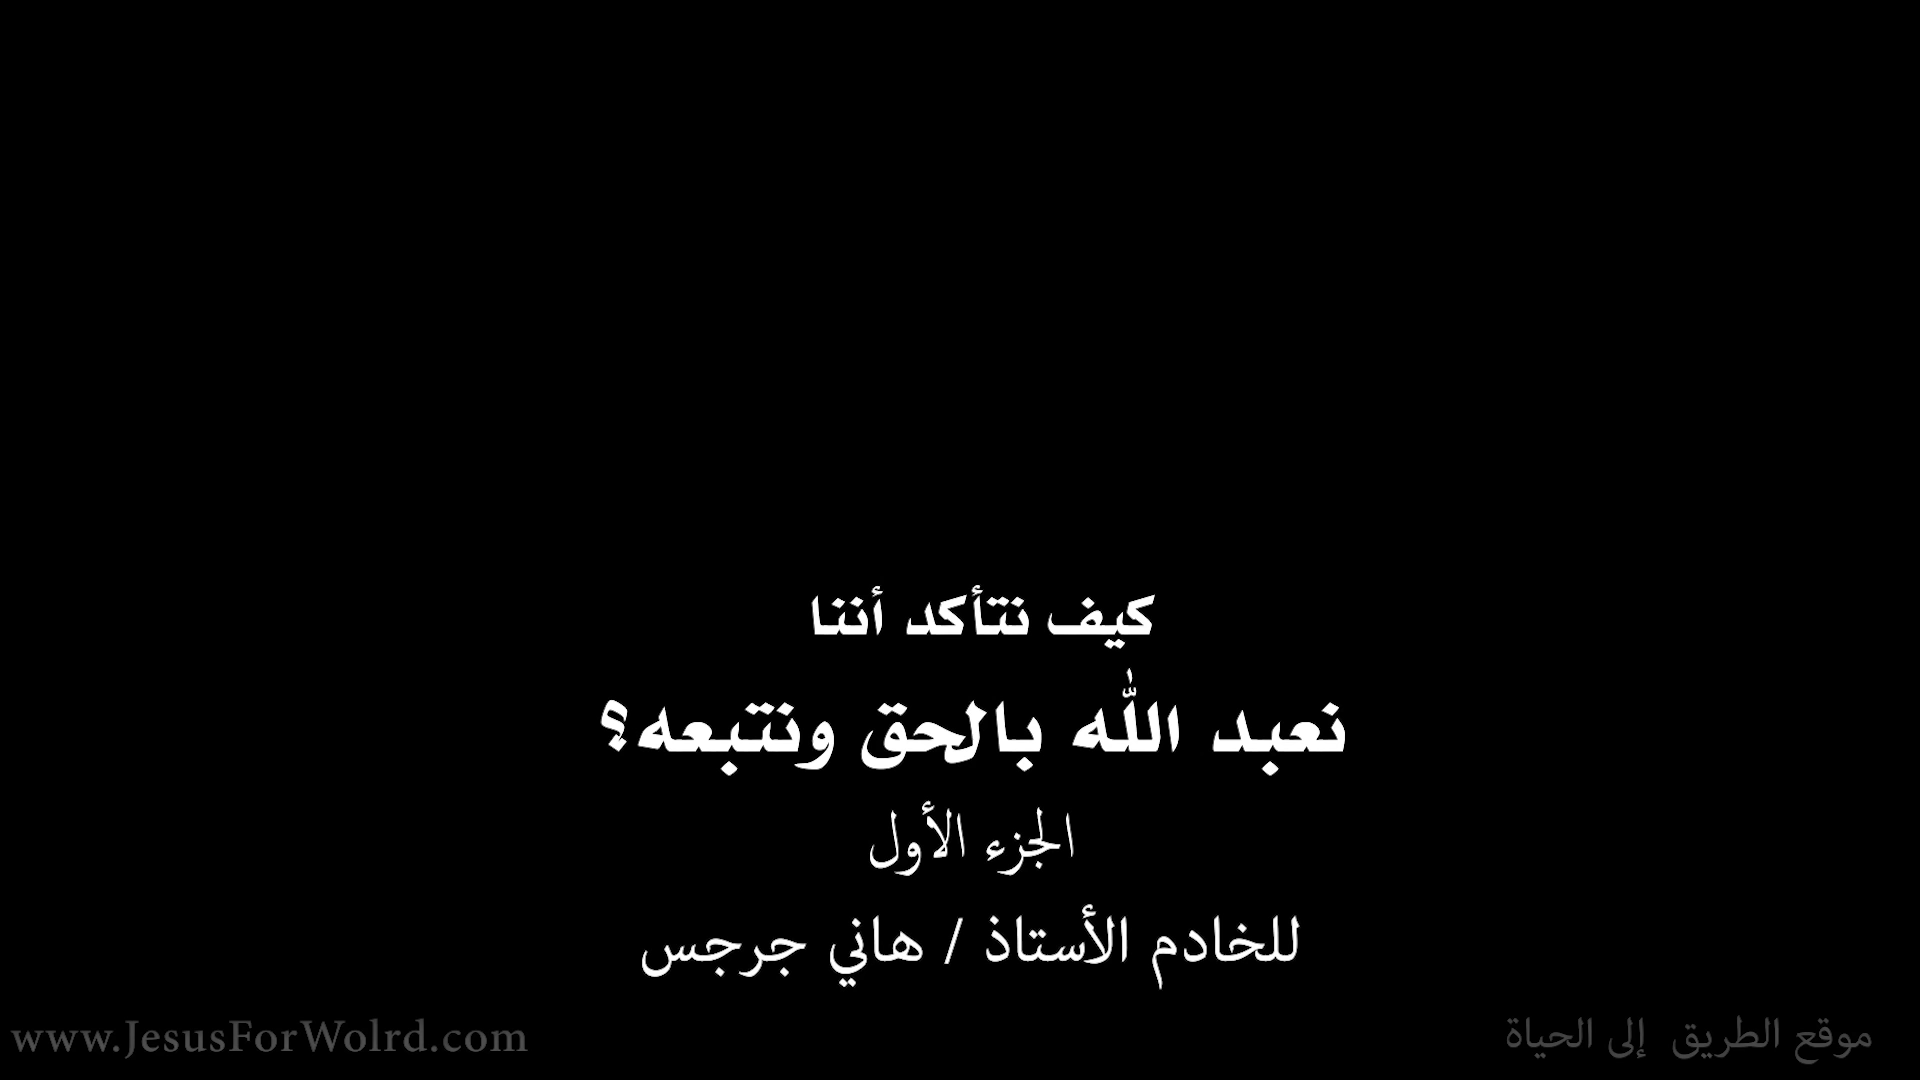 كيف نتأكد أننا
نعبد الله بالحق ونتبعه؟
الجزء الأول
للخادم الأستاذ / هاني جرجس
موقع الطريق إلى الحياة
www.JesusForWolrd.com